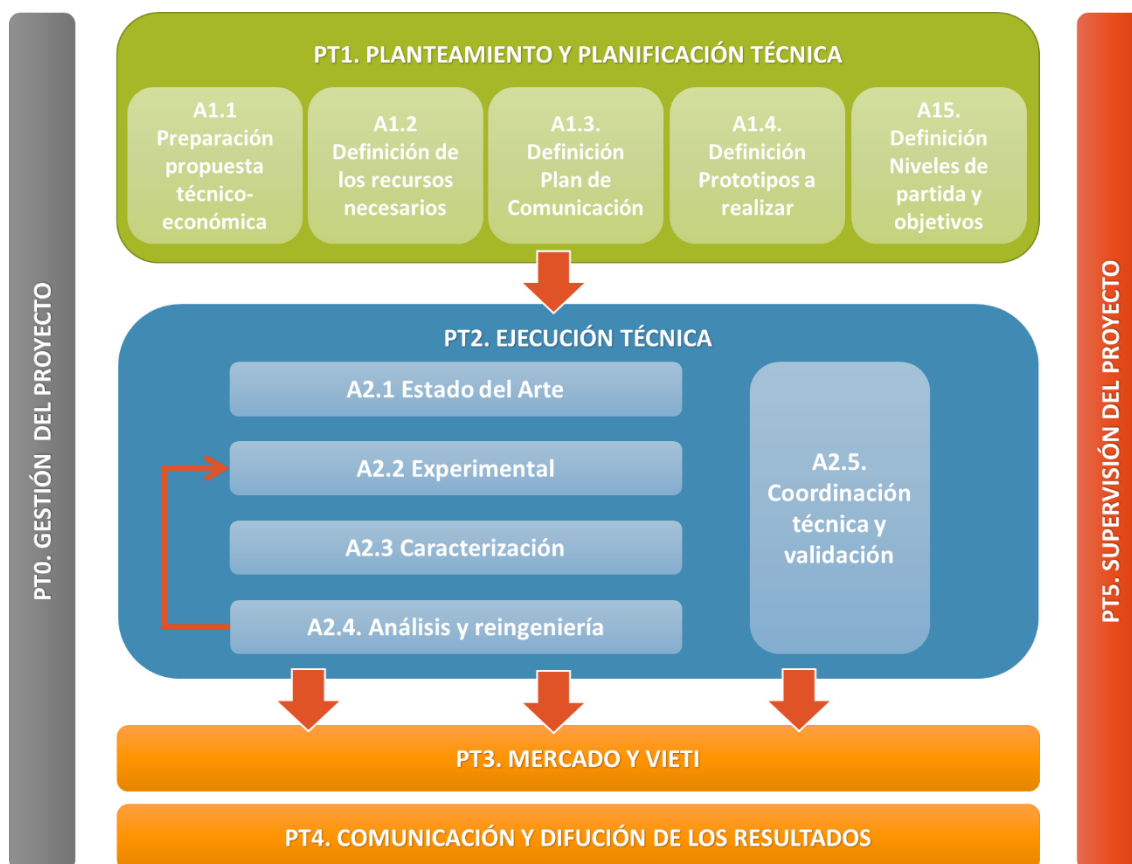 PT0. GESTIÓN DEL PROYECTO
PT1. PLANTEAMIENTO Y PLANIFICACIÓN TÉCNICA
A1.1
Preparación
propuesta
técnico-
económica
A1.2
Definición de
los recursos
necesarios
A1.3.
Definición
Plan de
Comunicación
A1.4.
Definición
Prototipos a
realizar
A15.
Definición
Niveles de
partida y
objetivos
PT2. EJECUCIÓN TÉCNICA
A2.1 Estado del Arte
A2.2 Experimental
A2.3 Caracterización
A2.4. Análisis y reingeniería
A2.5.
Coordinación
técnica y
validación
PT3. MERCADO Y VIETI
PT4. COMUNICACIÓN Y DIFUCIÓN DE LOS RESULTADOS
PT5. SUPERVISIÓN DEL PROYECTO